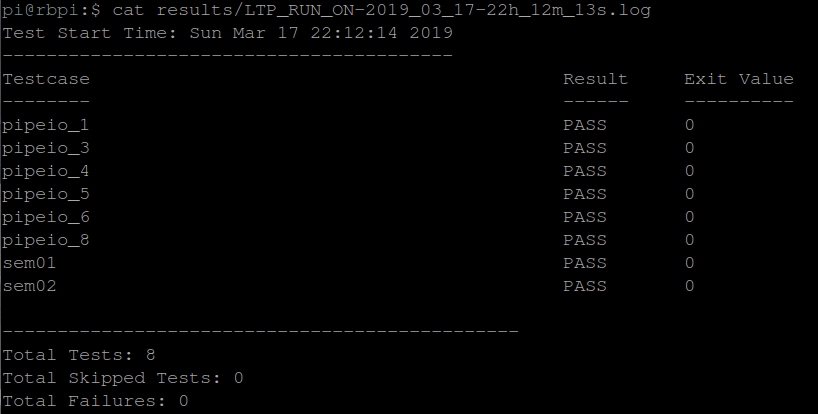 pi@rbpi:$ cat results/LTP_RUN_ON-2019_03_17-22h_12m_13s.log
Test Start Time: Sun Mar 17 22:12:14 2019
-----------------------------------------
Testcase Result Exit Value
-------- ------ ----------
pipeio_1 PASS 0
pipeio_3 PASS 0
pipeio_4 PASS 0
pipeio_5 PASS 0
pipeio_6 PASS 0
pipeio_8 PASS 0
sem01 PASS 0
sem02 PASS 0
-----------------------------------------------
Total Tests: 8
Total Skipped Tests: 0
Total Failures: 0